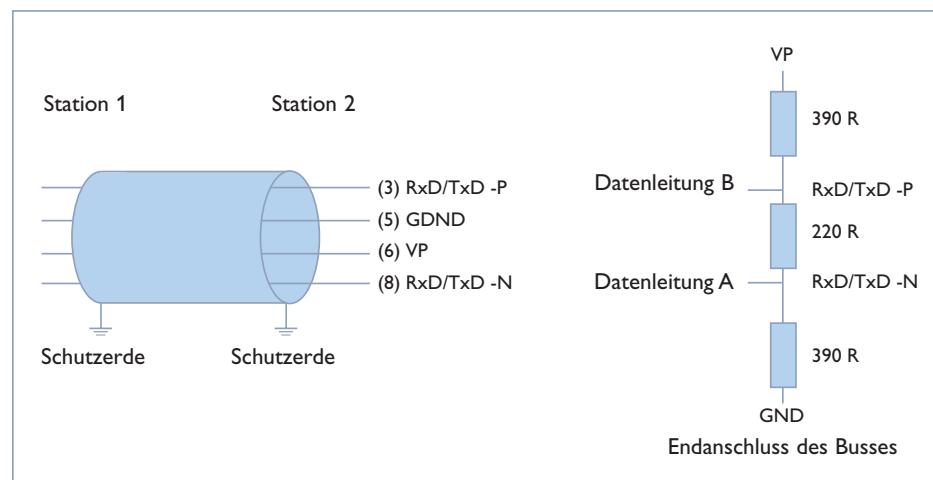 Station 1
Station 2
(3) RxD/TxD -P
(5) GDND
(6) VP
(8) RxD/TxD -N
Schutzerde
Schutzerde
VP
390 R
Datenleitung B
RxD/TxD -P
220 R
Datenleitung A
RxD/TxD -N
390 R
GND
Endanschluss des Busses